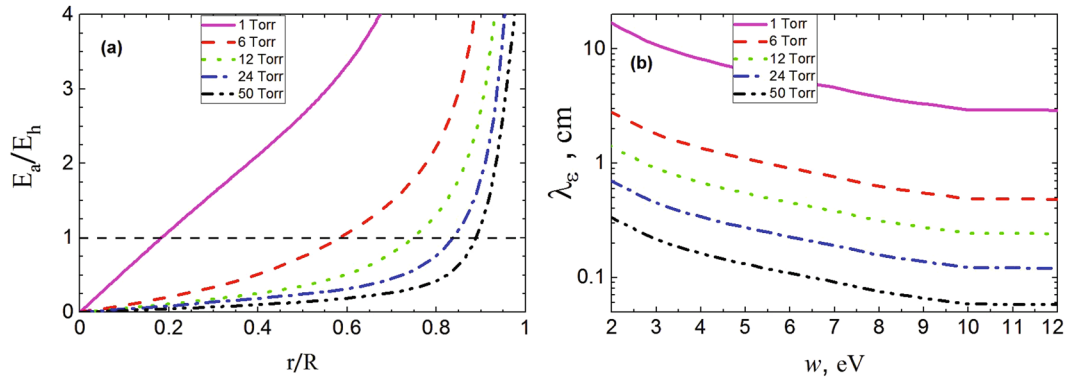 (a)
1 Torr
6 Torr
12 Torr
24 Torr
50 Torr
Eₐ/Eₕ
4
3
2
1
0
0
0.2
0.4
0.6
0.8
1
r/R
(b)
1 Torr
6 Torr
12 Torr
24 Torr
50 Torr
λ_ε , cm
10
1
0.1
2
3
4
5
6
7
8
9
10
11
12
w, eV